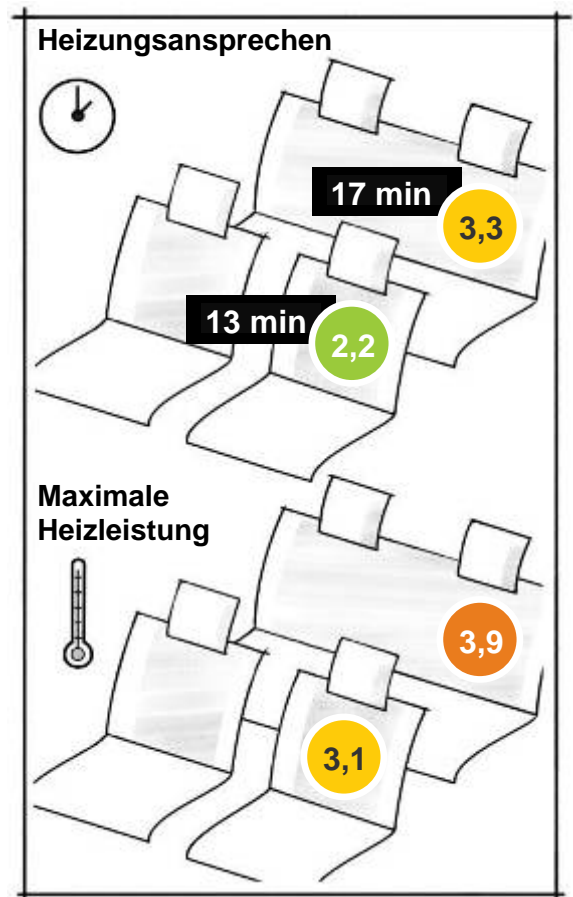 Heizungsansprechen
17 min
3,3
13 min
2,2
Maximale
Heizleistung
3,9
3,1